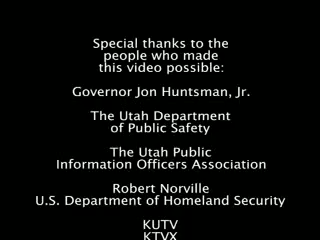 Special thanks to the
people who made
this video possible:
Governor Jon Huntsman, Jr.
The Utah Department
of Public Safety
The Utah Public
Information Officers Association
Robert Norville
U.S. Department of Homeland Security
KUTV
KTVX